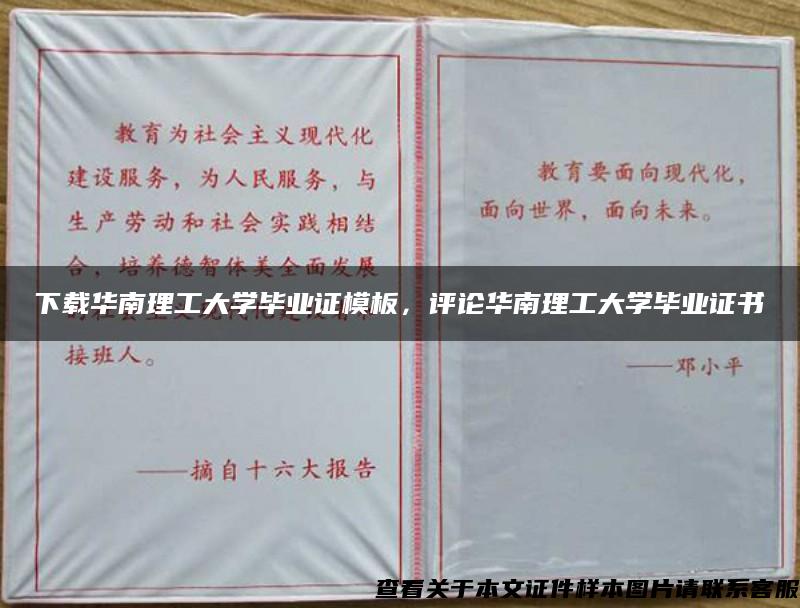 教育为社会主义现代化
建设服务，为人民服务，与
生产劳动和社会实践相结
合，培养德智体美全面发展
接班人。
——摘自十六大报告
教育要面向现代化，
面向世界，面向未来。
——邓小平
下载华南理工大学毕业证模板，评论华南理工大学毕业证书
查看关于本文证件样本图片请联系客服